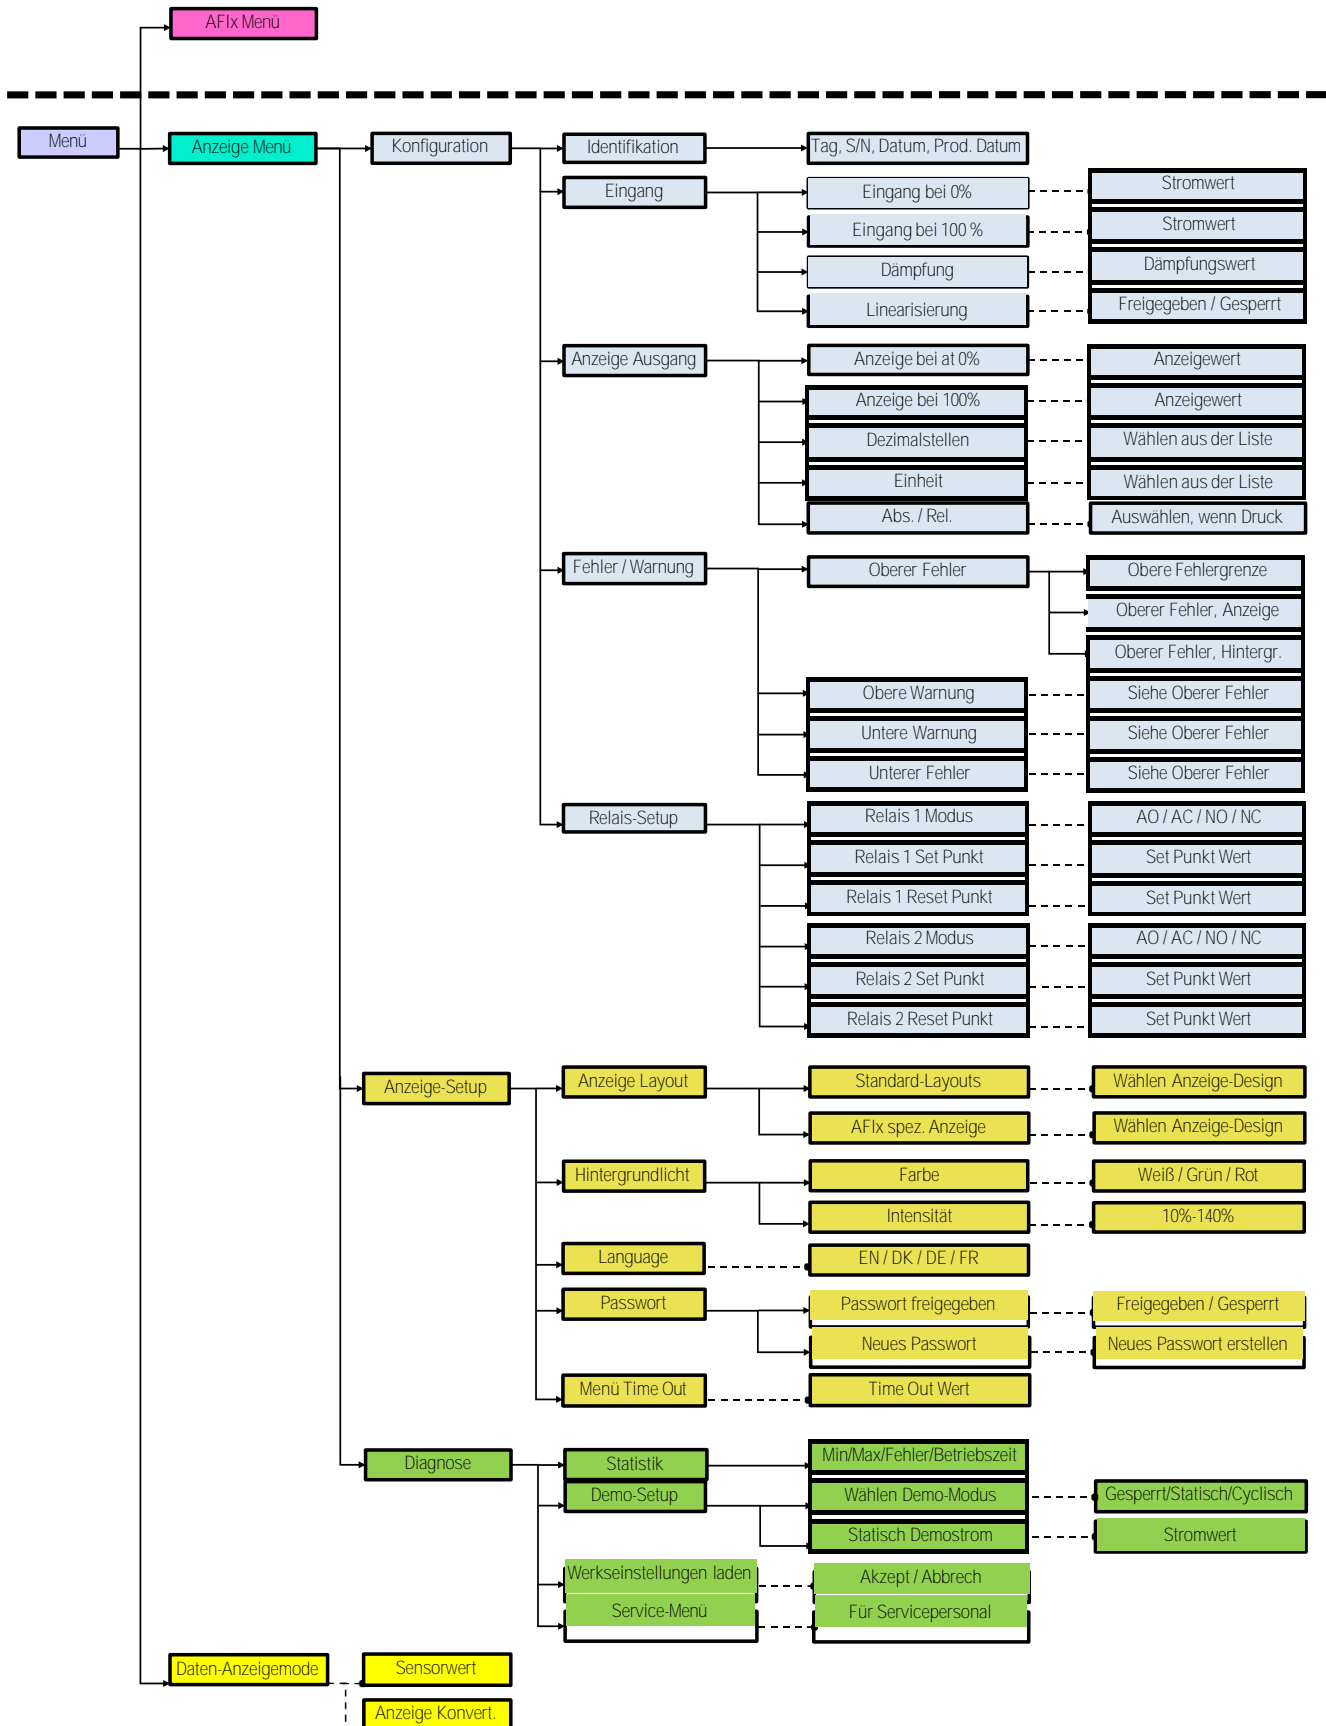 AFIx Menü
Menü
Anzeige Menü
Konfiguration
Identifikation
Tag, S/N, Datum, Prod. Datum
Eingang
Eingang bei 0%
Stromwert
Eingang bei 100 %
Stromwert
Dämpfung
Dämpfungswert
Linearisierung
Freigegeben / Gesperrt
Anzeige Ausgang
Anzeige bei at 0%
Anzeigewert
Anzeige bei 100%
Anzeigewert
Dezimalstellen
Wählen aus der Liste
Einheit
Wählen aus der Liste
Abs. / Rel.
Auswählen, wenn Druck
Fehler / Warnung
Oberer Fehler
Obere Fehlergrenze
Oberer Fehler, Anzeige
Oberer Fehler, Hintergr.
Obere Warnung
Siehe Oberer Fehler
Untere Warnung
Siehe Oberer Fehler
Unterer Fehler
Siehe Oberer Fehler
Relais-Setup
Relais 1 Modus
AO / AC / NO / NC
Relais 1 Set Punkt
Set Punkt Wert
Relais 1 Reset Punkt
Set Punkt Wert
Relais 2 Modus
AO / AC / NO / NC
Relais 2 Set Punkt
Set Punkt Wert
Relais 2 Reset Punkt
Set Punkt Wert
Anzeige-Setup
Anzeige Layout
Standard-Layouts
Wählen Anzeige-Design
AFIx spez. Anzeige
Wählen Anzeige-Design
Hintergrundlicht
Farbe
Weiß / Grün / Rot
Intensität
10%-140%
Language
EN / DK / DE / FR
Passwort
Passwort freigegeben
Freigegeben / Gesperrt
Neues Passwort
Neues Passwort erstellen
Menü Time Out
Time Out Wert
Diagnose
Statistik
Min/Max/Fehler/Betriebszeit
Demo-Setup
Wählen Demo-Modus
Gesperrt/Statisch/Cyclisch
Statisch Demostrom
Stromwert
Werkseinstellungen laden
Akzept / Abbrech
Service-Menü
Für Servicepersonal
Daten-Anzeigemode
Sensorwert
Anzeige Konvert.